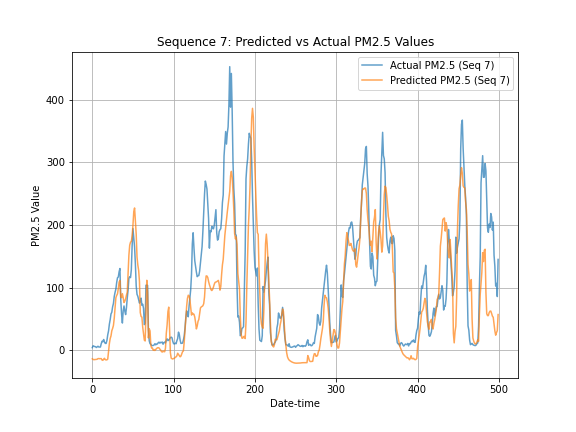 Sequence 7: Predicted vs Actual PM2.5 Values
Actual PM2.5 (Seq 7)
Predicted PM2.5 (Seq 7)
PM2.5 Value
400
300
200
100
0
0 100 200 300 400 500
Date-time